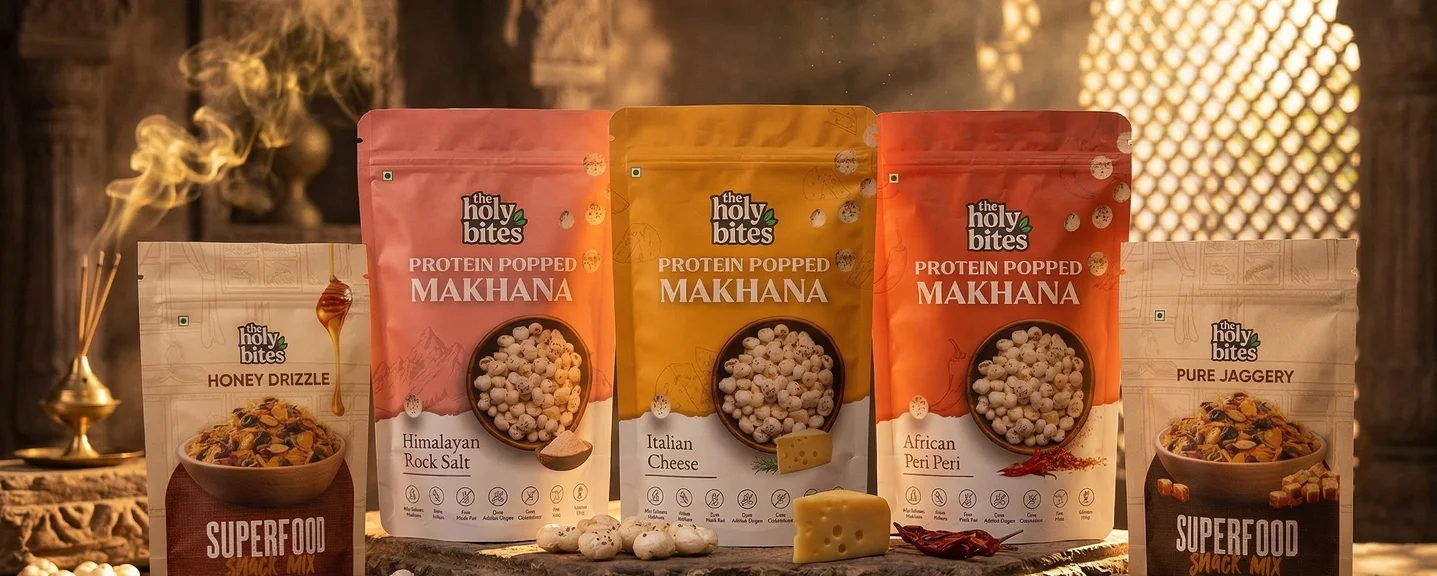 the
holy
bites
HONEY DRIZZLE
SUPERFOOD
snack mix
the
holy
bites
PROTEIN POPPED
MAKHANA
Himalayan
Rock Salt
the
holy
bites
PROTEIN POPPED
MAKHANA
Italian
Cheese
the
holy
bites
PROTEIN POPPED
MAKHANA
African
Peri Peri
the
holy
bites
PURE JAGGERY
SUPERFOOD
snack mix